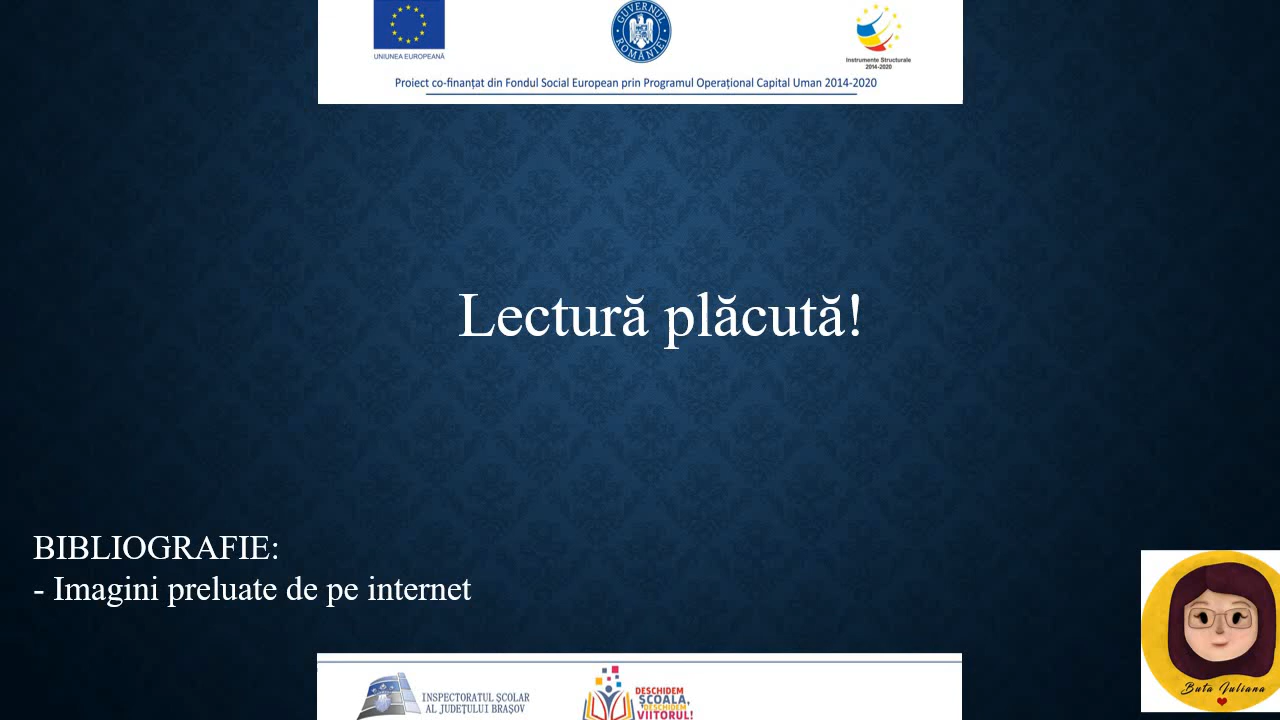 UNIUNEA EUROPEANĂ
GUVERNUL ROMÂNIEI
Instrumente Structurale
2014-2020
Proiect co-finanțat din Fondul Social European prin Programul Operațional Capital Uman 2014-2020
Lectură plăcută!
BIBLIOGRAFIE:
- Imagini preluate de pe internet
INSPECTORATUL ȘCOLAR
AL JUDEȚULUI BRAȘOV
DESCHIDEM
ȘCOALA,
DESCHIDEM
VIITORUL!
Buta Iuliana